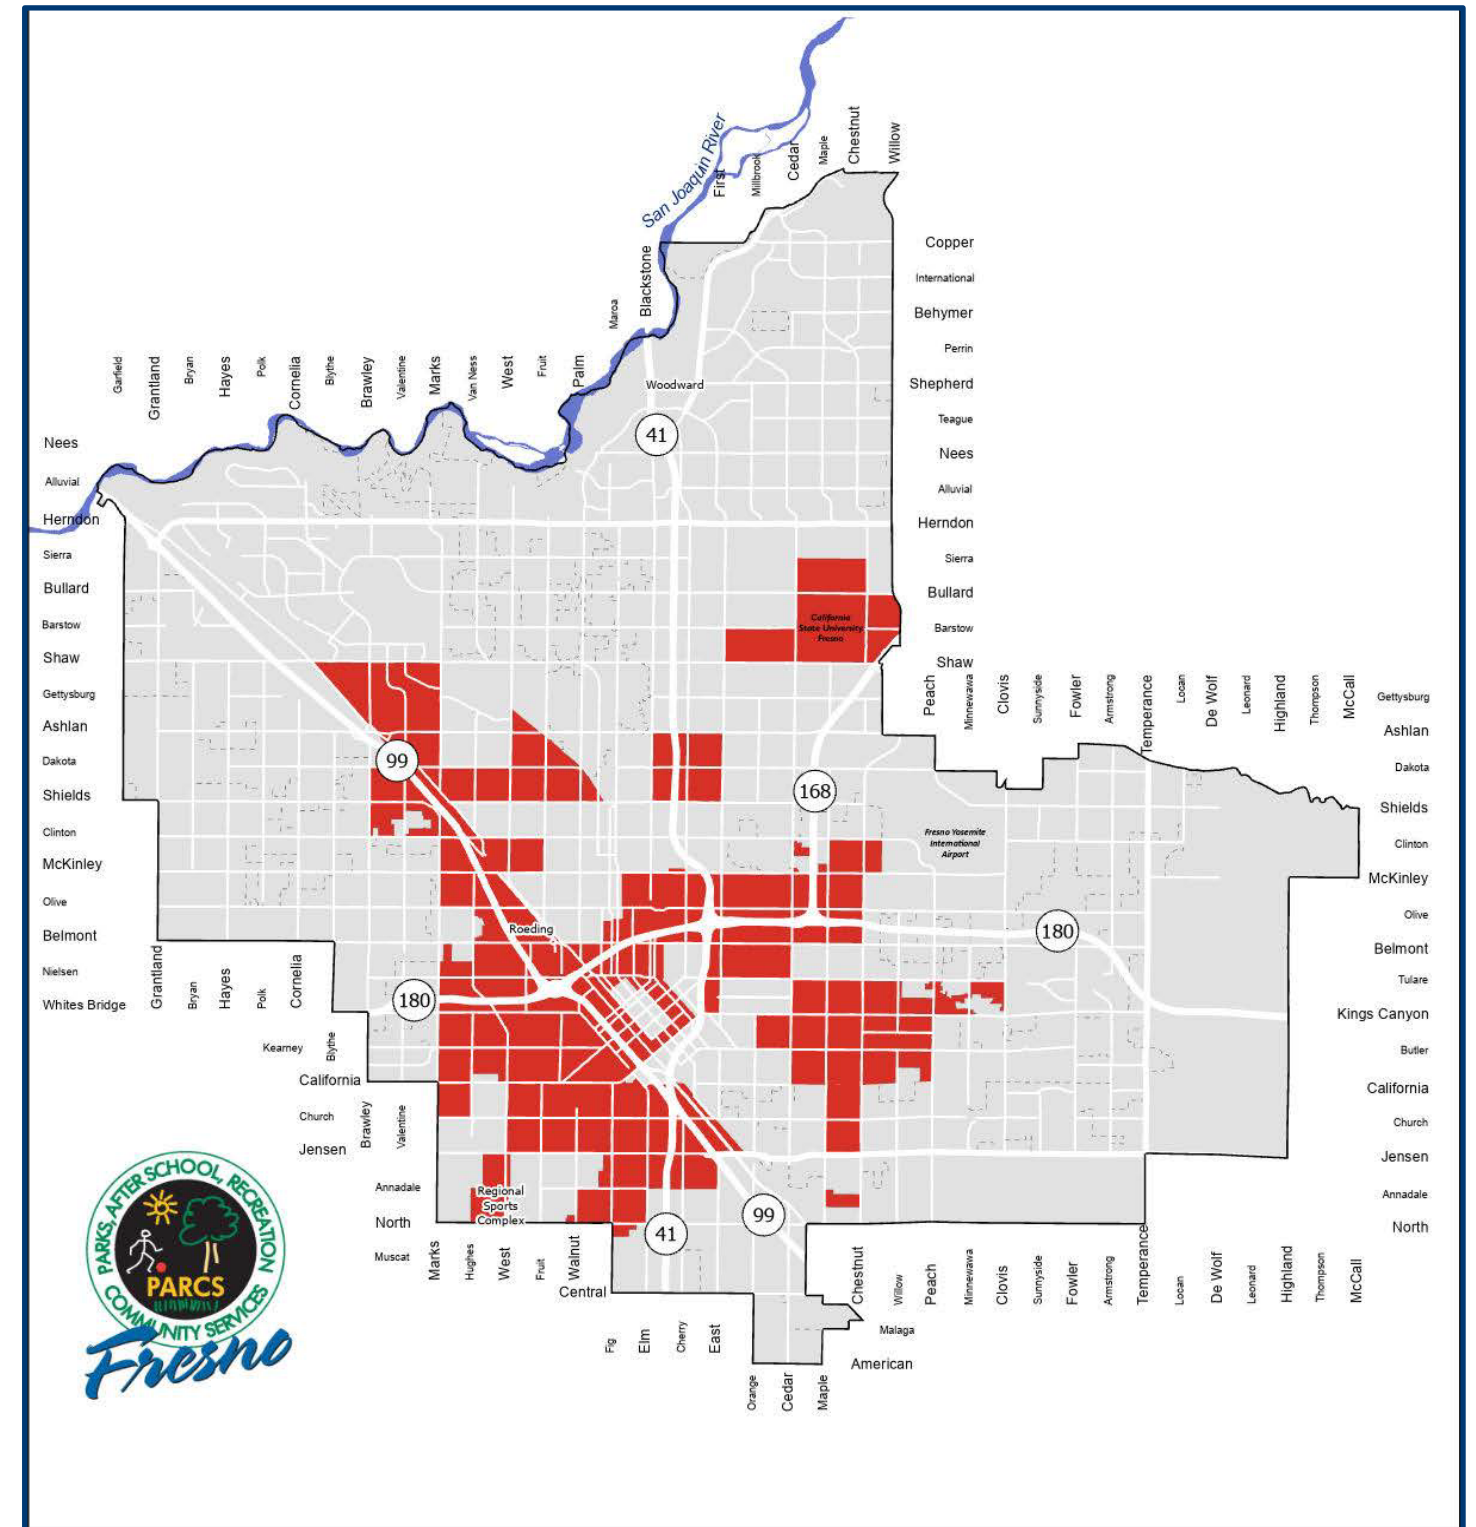 San Joaquin River
First
Millbrook
Cedar
Maple
Chestnut
Willow
Copper
International
Behymer
Perrin
Shepherd
Teague
Nees
Alluvial
Herndon
Sierra
Bullard
Barstow
Shaw
Maroa
Blackstone
Garfield
Grantland
Bryan
Hayes
Polk
Cornelia
Blythe
Brawley
Valentine
Marks
Van Ness
West
Fruit
Palm
Woodward
41
Nees
Alluvial
Herndon
Sierra
Bullard
Barstow
Shaw
Gettysburg
Ashlan
Dakota
Shields
Clinton
McKinley
Olive
Belmont
Nielsen
Whites Bridge
California
State University
Fresno
Peach
Minnewawa
Clovis
Sunnyside
Fowler
Armstrong
Temperance
Locan
De Wolf
Leonard
Highland
Thompson
McCall
Gettysburg
Ashlan
Dakota
Shields
Clinton
McKinley
Olive
Belmont
Tulare
Kings Canyon
Butler
California
Church
Jensen
Annadale
North
99
168
Fresno Yosemite
International
Airport
Roeding
180
180
Grantland
Bryan
Hayes
Polk
Cornelia
Kearney
Blythe
California
Church
Brawley
Valentine
Jensen
Annadale
North
Muscat
Regional
Sports
Complex
41
99
Marks
Hughes
West
Fruit
Walnut
Central
Fig
Elm
Cherry
East
Orange
Cedar
Maple
Malaga
American
Chestnut
Willow
Peach
Minnewawa
Clovis
Sunnyside
Fowler
Armstrong
Temperance
Locan
De Wolf
Leonard
Highland
Thompson
McCall
PARKS, AFTER SCHOOL, RECREATION
COMMUNITY SERVICES
PARCS
Fresno